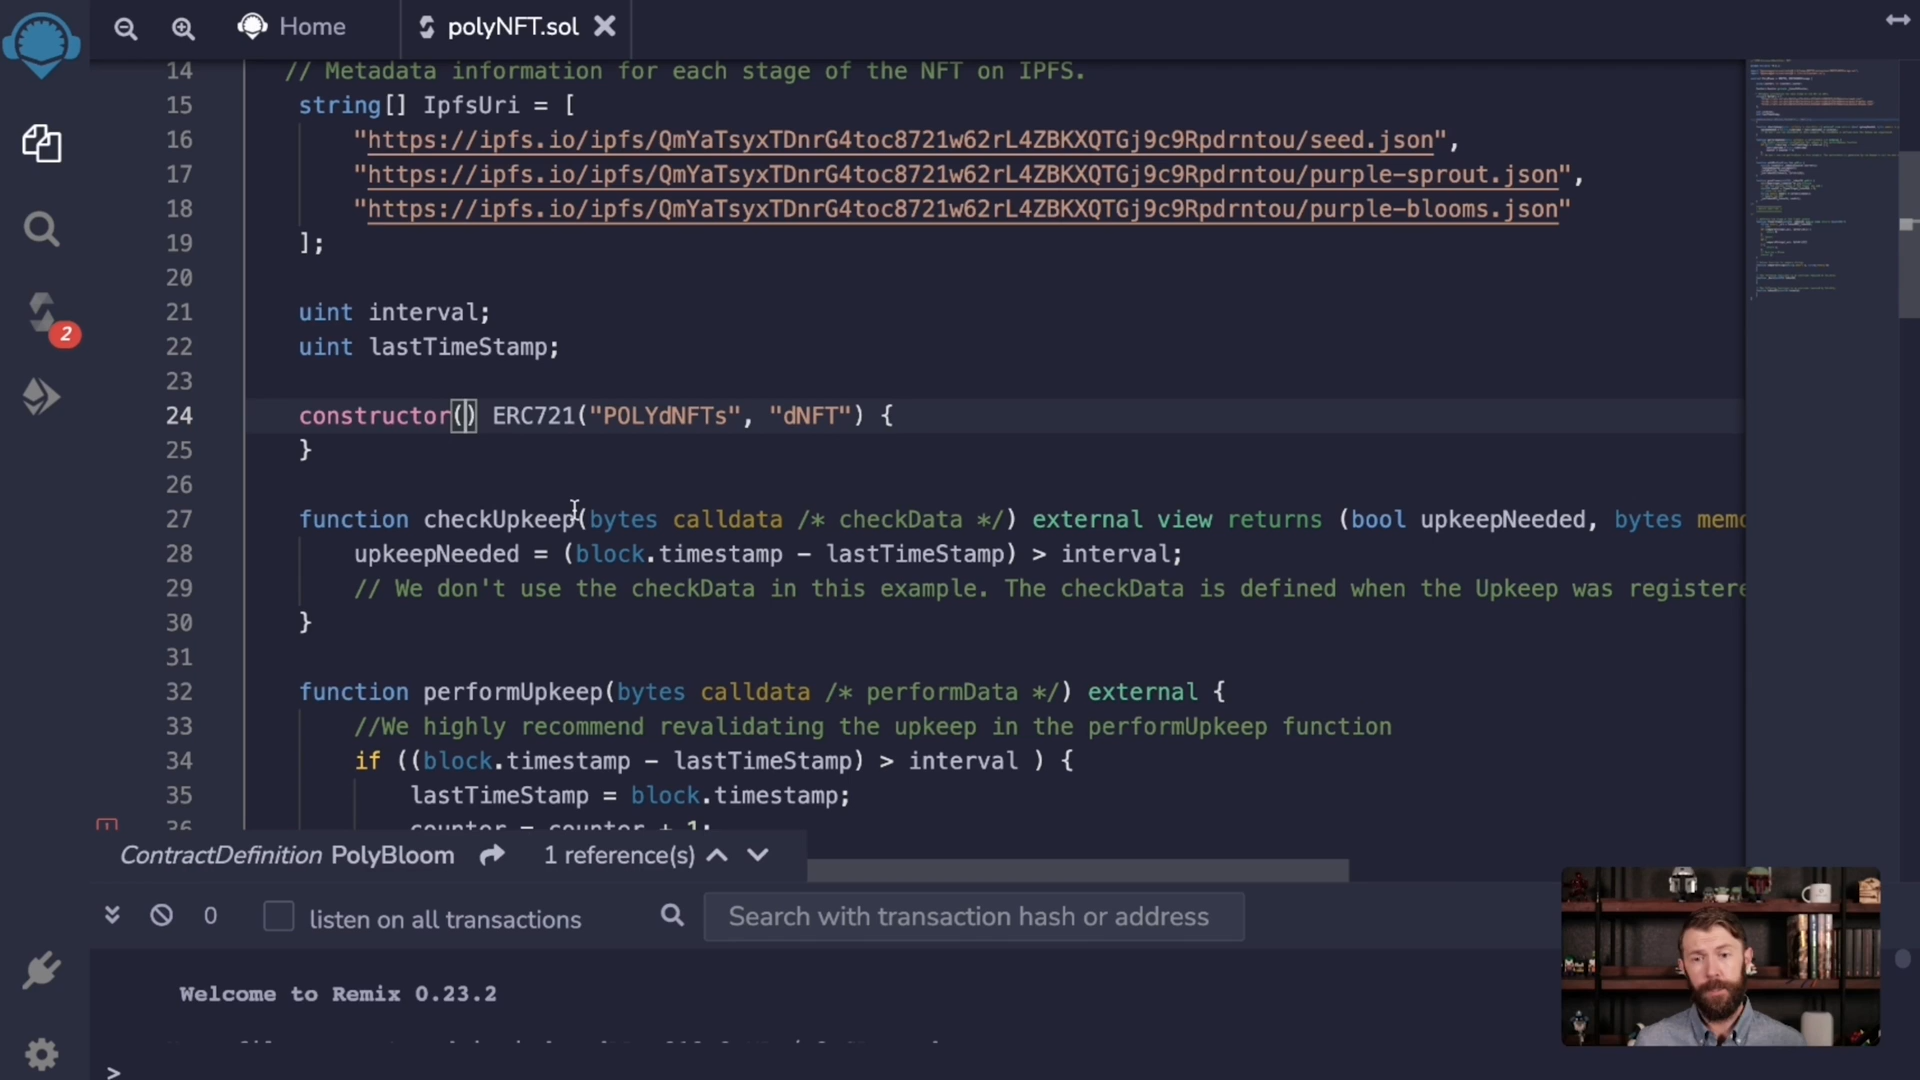 Home
polyNFT.sol
14 // Metadata information for each stage of the NFT on IPFS.
15 string[] IpfsUri = [
16 "https://ipfs.io/ipfs/QmYaTsyxTDnrG4toc8721w62rL4ZBKXQTGj9c9Rpdrntou/seed.json",
17 "https://ipfs.io/ipfs/QmYaTsyxTDnrG4toc8721w62rL4ZBKXQTGj9c9Rpdrntou/purple-sprout.json",
18 "https://ipfs.io/ipfs/QmYaTsyxTDnrG4toc8721w62rL4ZBKXQTGj9c9Rpdrntou/purple-blooms.json"
19 ];
20
21 uint interval;
22 uint lastTimeStamp;
23
24 constructor() ERC721("POLYdNFTs", "dNFT") {
25 }
26
27 function checkUpkeep(bytes calldata /* checkData */) external view returns (bool upkeepNeeded, bytes memo
28 upkeepNeeded = (block.timestamp - lastTimeStamp) > interval;
29 // We don't use the checkData in this example. The checkData is defined when the Upkeep was registere
30 }
31
32 function performUpkeep(bytes calldata /* performData */) external {
33 //We highly recommend revalidating the upkeep in the performUpkeep function
34 if ((block.timestamp - lastTimeStamp) > interval ) {
35 lastTimeStamp = block.timestamp;
36 counter = counter + 1;
2
ContractDefinition PolyBloom 1 reference(s)
0 listen on all transactions Search with transaction hash or address
Welcome to Remix 0.23.2
>